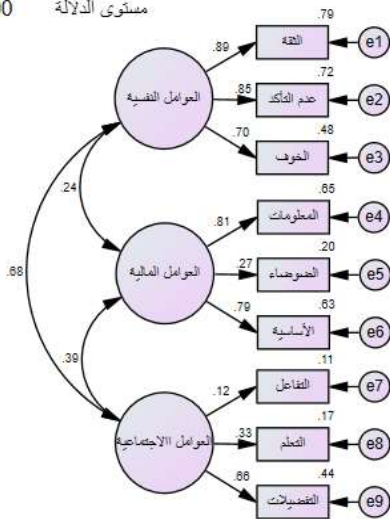 مستوى الدلالة 00
.79
.89 الثقة e1
.72
.85 عدم التأكد e2
العوامل النفسية
.48
.70 الخوف e3
.24
.65
.81 المعلومات e4
.20
.68 العوامل المالية .27 الضوضاء e5
.63
.79 الأساسية e6
.39
.11
.12 التفاعل e7
.17
العوامل االاجتماعية .33 التعلم e8
.44
.66 التفضيلات e9